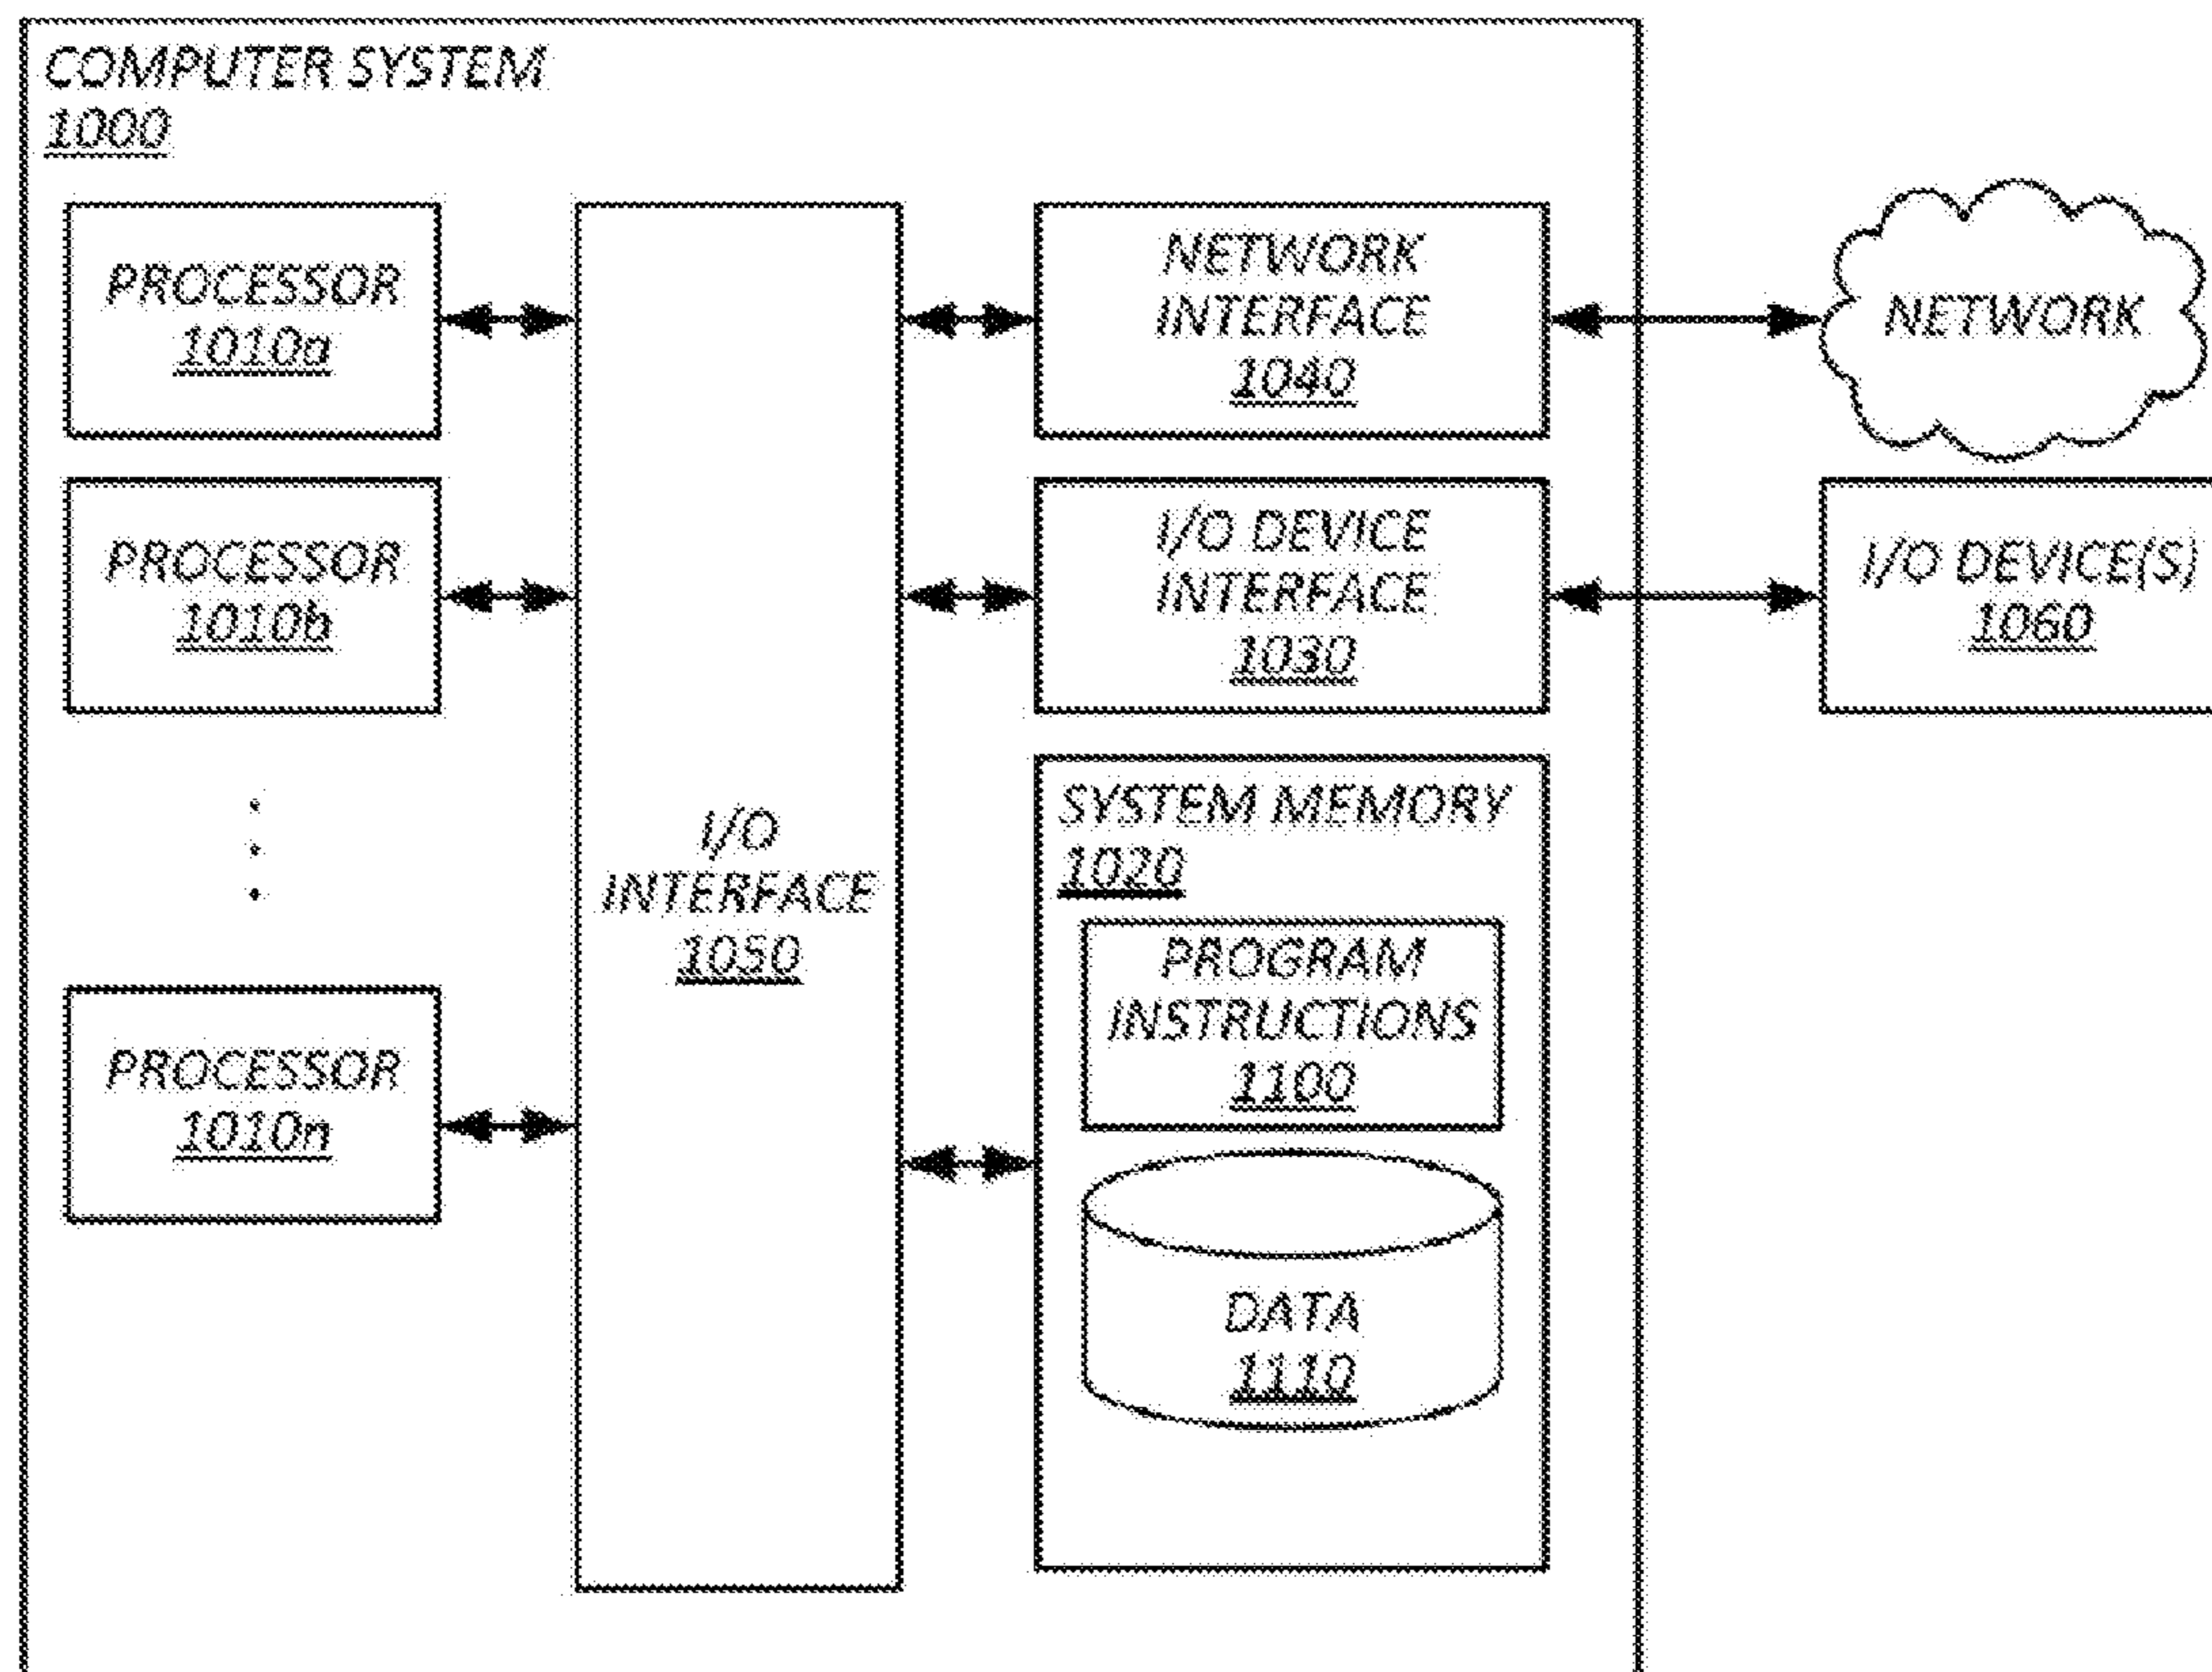 COMPUTER SYSTEM
1000
PROCESSOR
1010a
PROCESSOR
1010b
PROCESSOR
1010n
I/O
INTERFACE
1050
NETWORK
INTERFACE
1040
I/O DEVICE
INTERFACE
1030
SYSTEM MEMORY
1020
PROGRAM
INSTRUCTIONS
1100
DATA
1110
NETWORK
I/O DEVICE(S)
1060